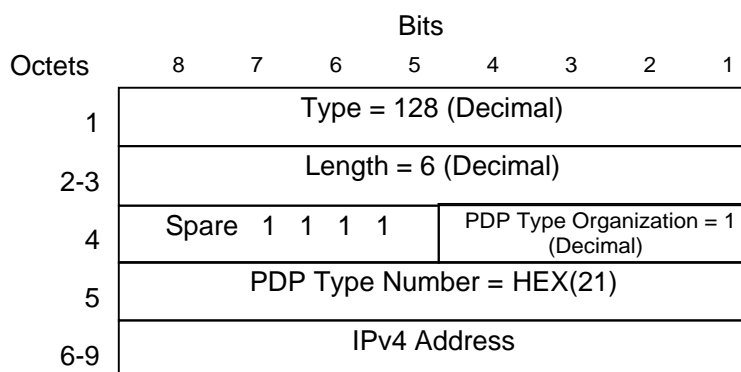 Bits
Octets 8 7 6 5 4 3 2 1
1 Type = 128 (Decimal)
2-3 Length = 6 (Decimal)
4 Spare 1 1 1 1 PDP Type Organization = 1
(Decimal)
5 PDP Type Number = HEX(21)
6-9 IPv4 Address